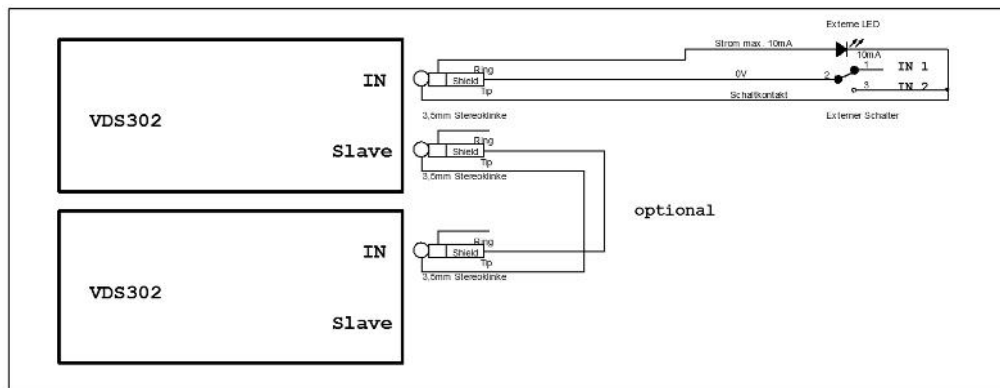 Externe LED
Strom max. 10mA
10mA
Ring
IN
Shield
0V
2
1
IN 1
Tip
Schaltkontakt
3
IN 2
VDS302
3,5mm Stereoklinke
Externer Schalter
Ring
Slave
Shield
Tip
3,5mm Stereoklinke
optional
Ring
IN
Shield
Tip
3,5mm Stereoklinke
VDS302
Slave